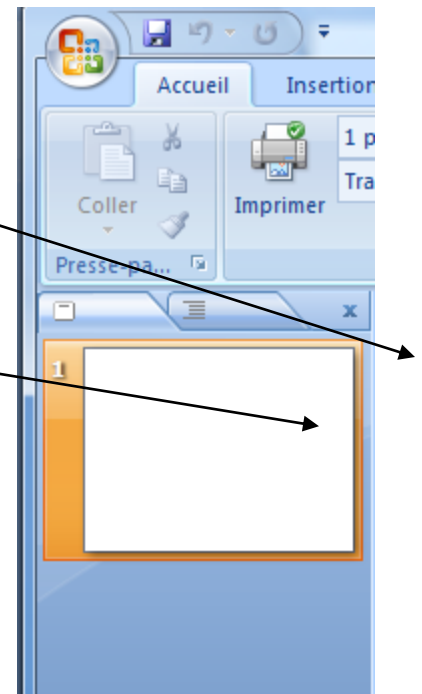 Accueil Insertion
1 p
Tra
Coller
Imprimer
Presse-pa...
1